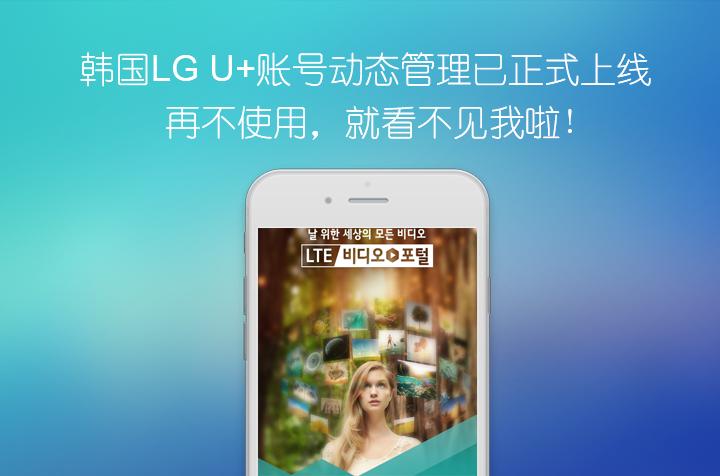 韩国LG U+账号动态管理已正式上线
再不使用，就看不见我啦！
날 위한 세상의 모든 비디오
LTE 비디오포털